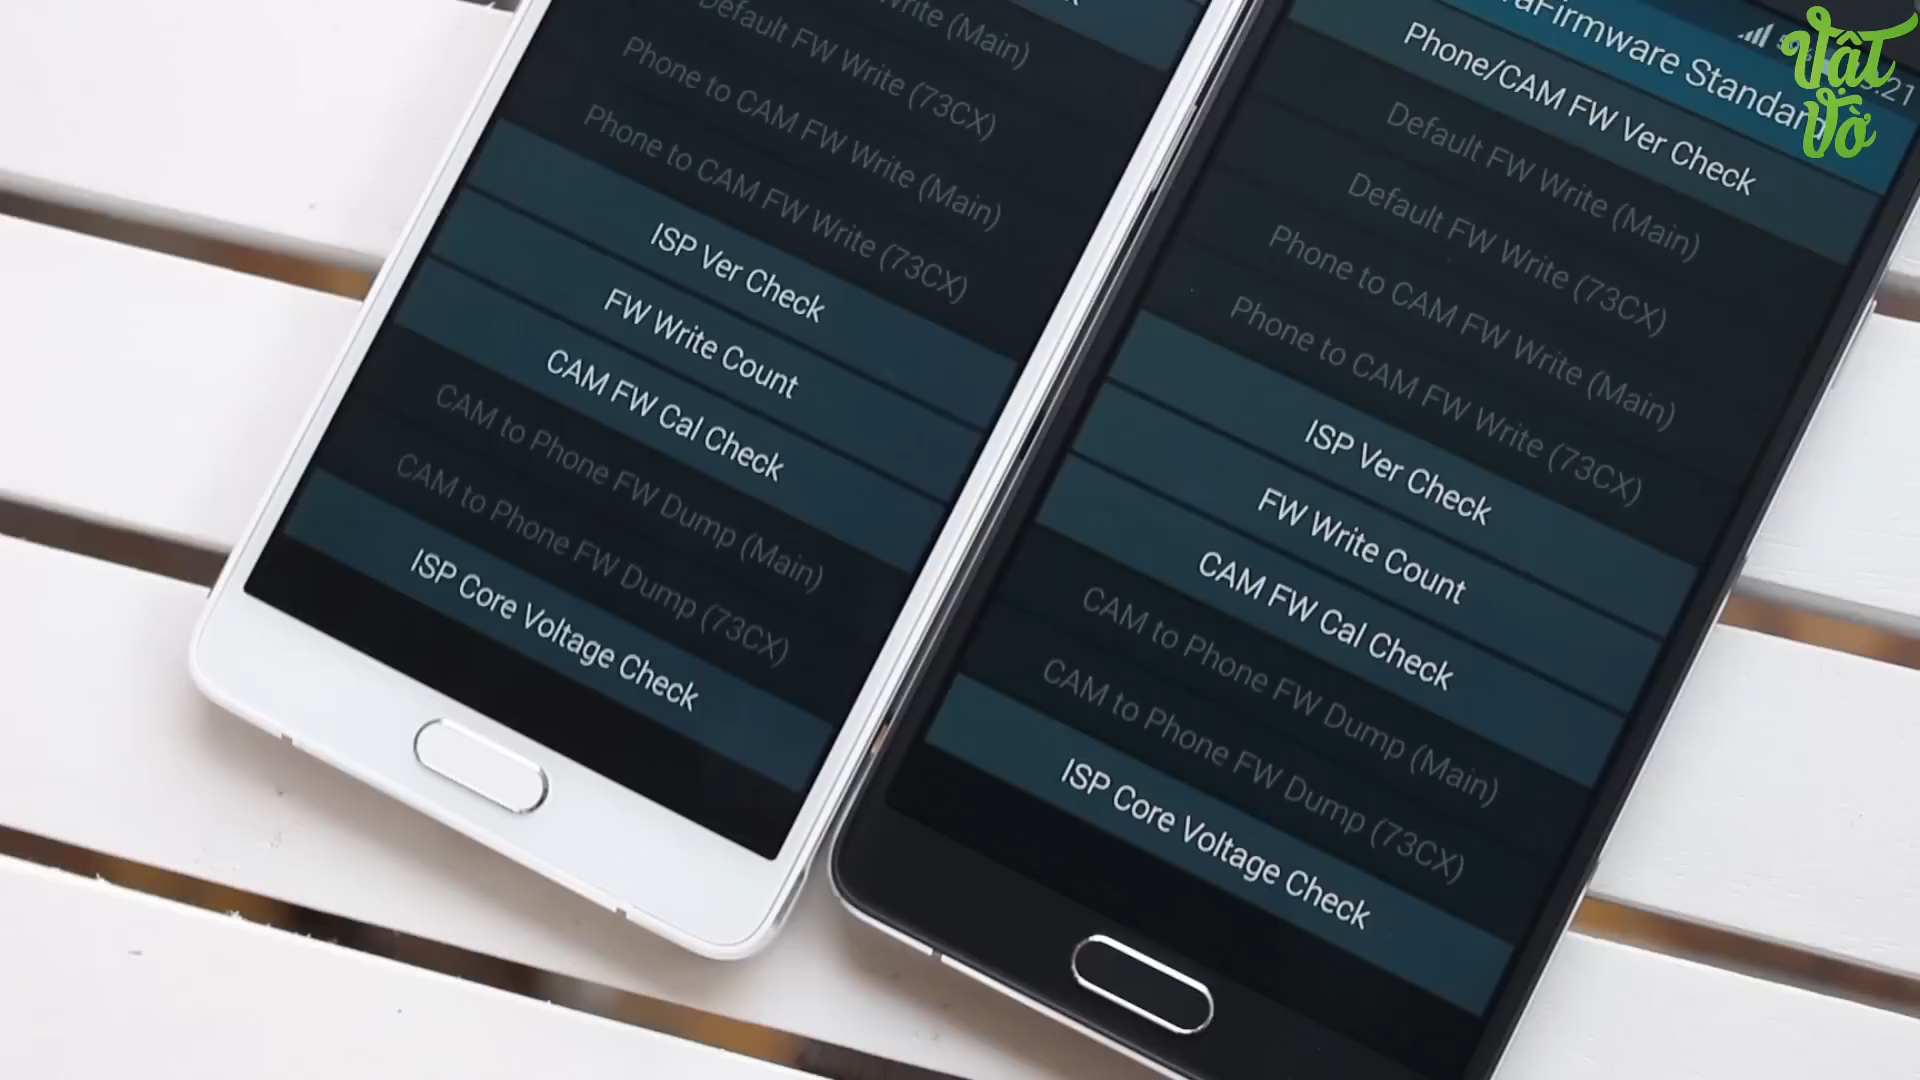 Write (Main)
Default FW Write (73CX)
Phone to CAM FW Write (Main)
Phone to CAM FW Write (73CX)
ISP Ver Check
FW Write Count
CAM FW Cal Check
CAM to Phone FW Dump (Main)
CAM to Phone FW Dump (73CX)
ISP Core Voltage Check
raFirmware Standard
Phone/CAM FW Ver Check
Default FW Write (Main)
Default FW Write (73CX)
Phone to CAM FW Write (Main)
Phone to CAM FW Write (73CX)
ISP Ver Check
FW Write Count
CAM FW Cal Check
CAM to Phone FW Dump (Main)
CAM to Phone FW Dump (73CX)
ISP Core Voltage Check
Vật
Vờ